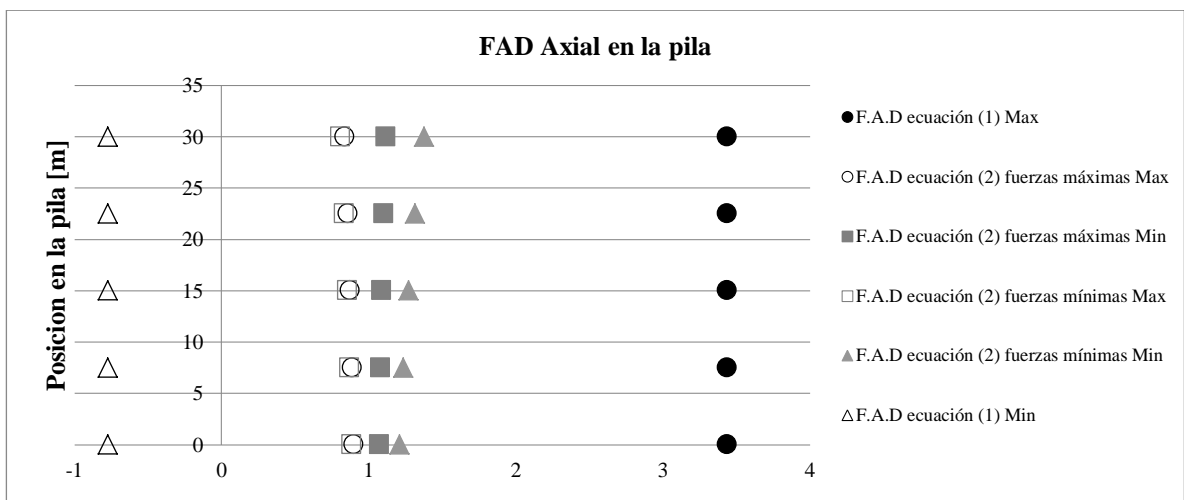 FAD Axial en la pila
Posicion en la pila [m]
35
30
25
20
15
10
5
0
-1
0
1
2
3
4
F.A.D ecuación (1) Max
F.A.D ecuación (2) fuerzas máximas Max
F.A.D ecuación (2) fuerzas máximas Min
F.A.D ecuación (2) fuerzas mínimas Max
F.A.D ecuación (2) fuerzas mínimas Min
F.A.D ecuación (1) Min